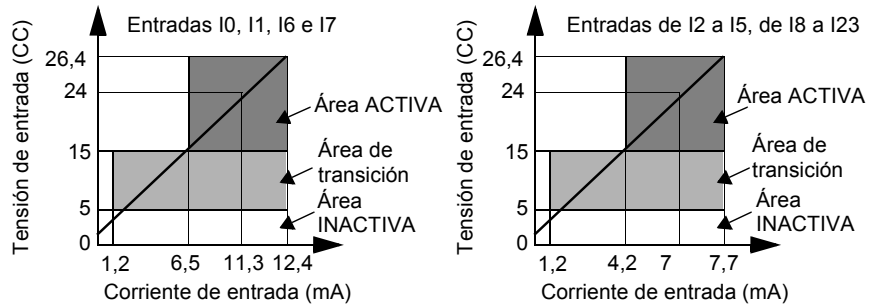 Entradas I0, I1, I6 e I7
Tensión de entrada (CC)
26,4
24
15
5
0
Área ACTIVA
Área de
transición
Área
INACTIVA
1,2 6,5 11,3 12,4
Corriente de entrada (mA)
Entradas de I2 a I5, de I8 a I23
Tensión de entrada (CC)
26,4
24
15
5
0
Área ACTIVA
Área de
transición
Área
INACTIVA
1,2 4,2 7 7,7
Corriente de entrada (mA)